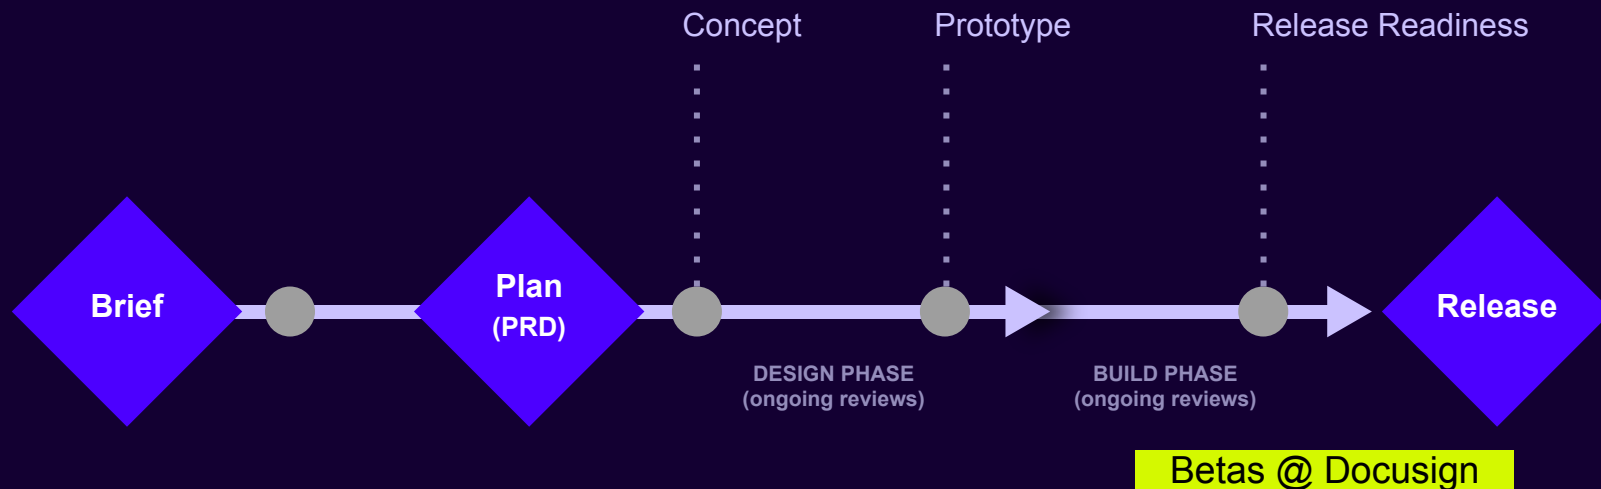 Concept
Prototype
Release Readiness
Brief
Plan
(PRD)
Release
DESIGN PHASE
(ongoing reviews)
BUILD PHASE
(ongoing reviews)
Betas @ Docusign